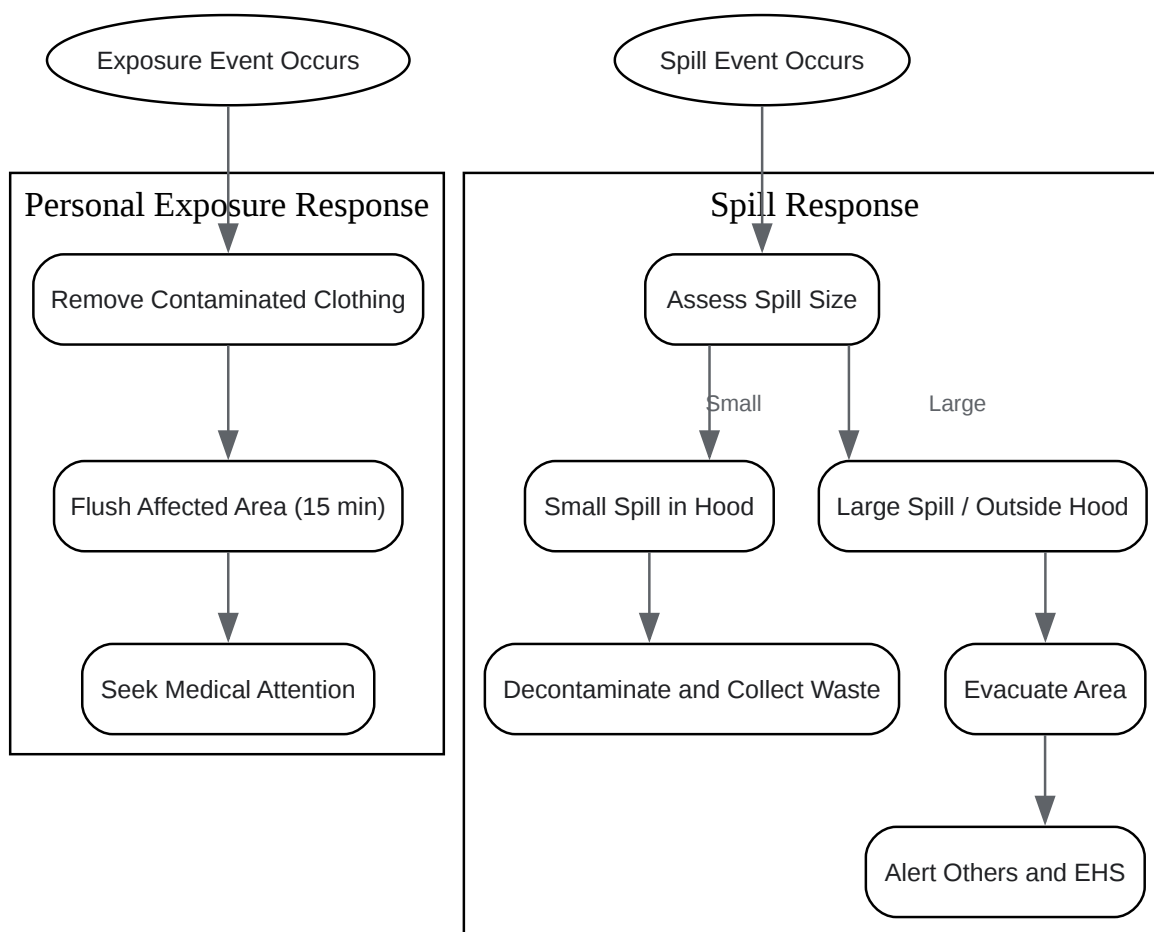 Exposure Event Occurs
Spill Event Occurs
Personal Exposure Response
Spill Response
Remove Contaminated Clothing
Assess Spill Size
Small
Large
Flush Affected Area (15 min)
Small Spill in Hood
Large Spill / Outside Hood
Seek Medical Attention
Decontaminate and Collect Waste
Evacuate Area
Alert Others and EHS